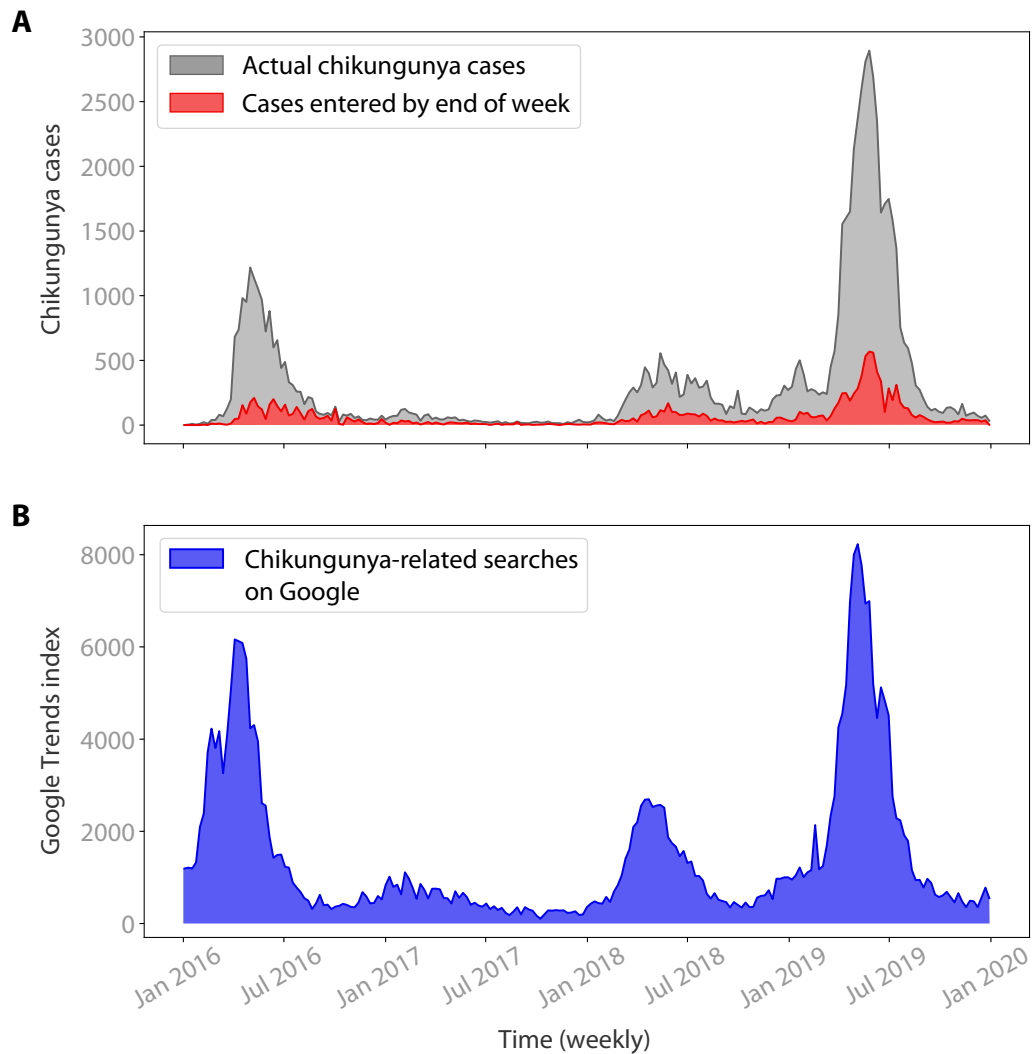 A
3000
2500
2000
1500
1000
500
0
Chikungunya cases
Actual chikungunya cases
Cases entered by end of week
B
8000
6000
4000
2000
0
Google Trends index
Chikungunya-related searches
on Google
Jan 2016
Jul 2016
Jan 2017
Jul 2017
Jan 2018
Jul 2018
Jan 2019
Jul 2019
Jan 2020
Time (weekly)